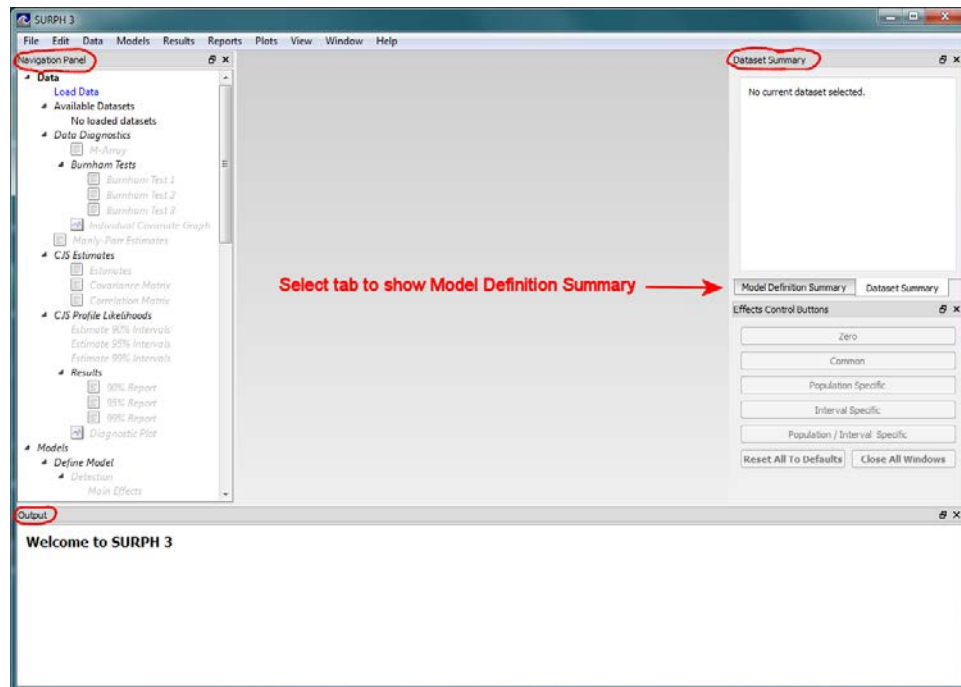 SURPH 3
File Edit Data Models Results Reports Plots View Window Help
Navigation Panel
Data
Load Data
Available Datasets
No loaded datasets
Data Diagnostics
M-Array
Burnham Tests
Burnham Test 1
Burnham Test 2
Burnham Test 3
Individual Covariate Graph
Manly-Parr Estimates
CJS Estimates
Estimates
Covariance Matrix
Correlation Matrix
CJS Profile Likelihoods
Estimate 90% Intervals
Estimate 95% Intervals
Estimate 99% Intervals
Results
90% Report
95% Report
99% Report
Diagnostic Plot
Models
Define Model
Detection
Main Effects
Select tab to show Model Definition Summary
Dataset Summary
No current dataset selected.
Model Definition Summary Dataset Summary
Effects Control Buttons
Zero
Common
Population Specific
Interval Specific
Population / Interval Specific
Reset All To Defaults Close All Windows
Output
Welcome to SURPH 3